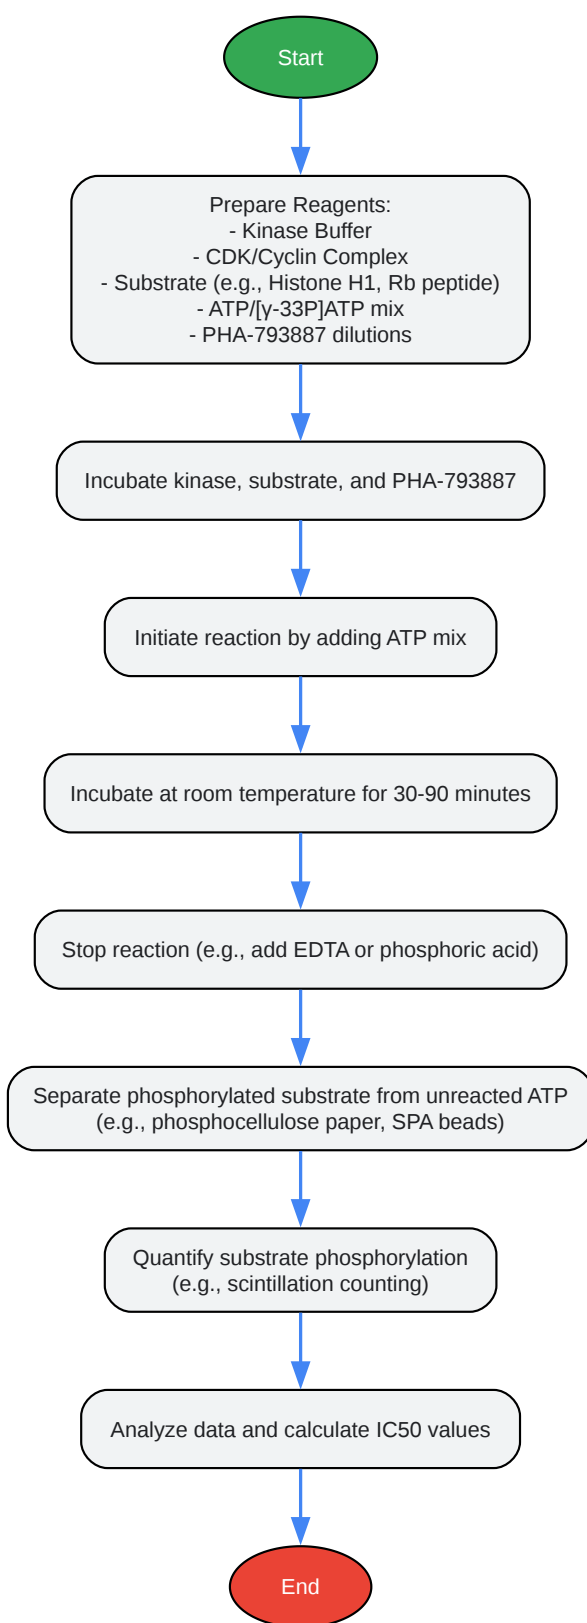 Start
Prepare Reagents:
- Kinase Buffer
- CDK/Cyclin Complex
- Substrate (e.g., Histone H1, Rb peptide)
- ATP/[γ-33P]ATP mix
- PHA-793887 dilutions
Incubate kinase, substrate, and PHA-793887
Initiate reaction by adding ATP mix
Incubate at room temperature for 30-90 minutes
Stop reaction (e.g., add EDTA or phosphoric acid)
Separate phosphorylated substrate from unreacted ATP
(e.g., phosphocellulose paper, SPA beads)
Quantify substrate phosphorylation
(e.g., scintillation counting)
Analyze data and calculate IC50 values
End